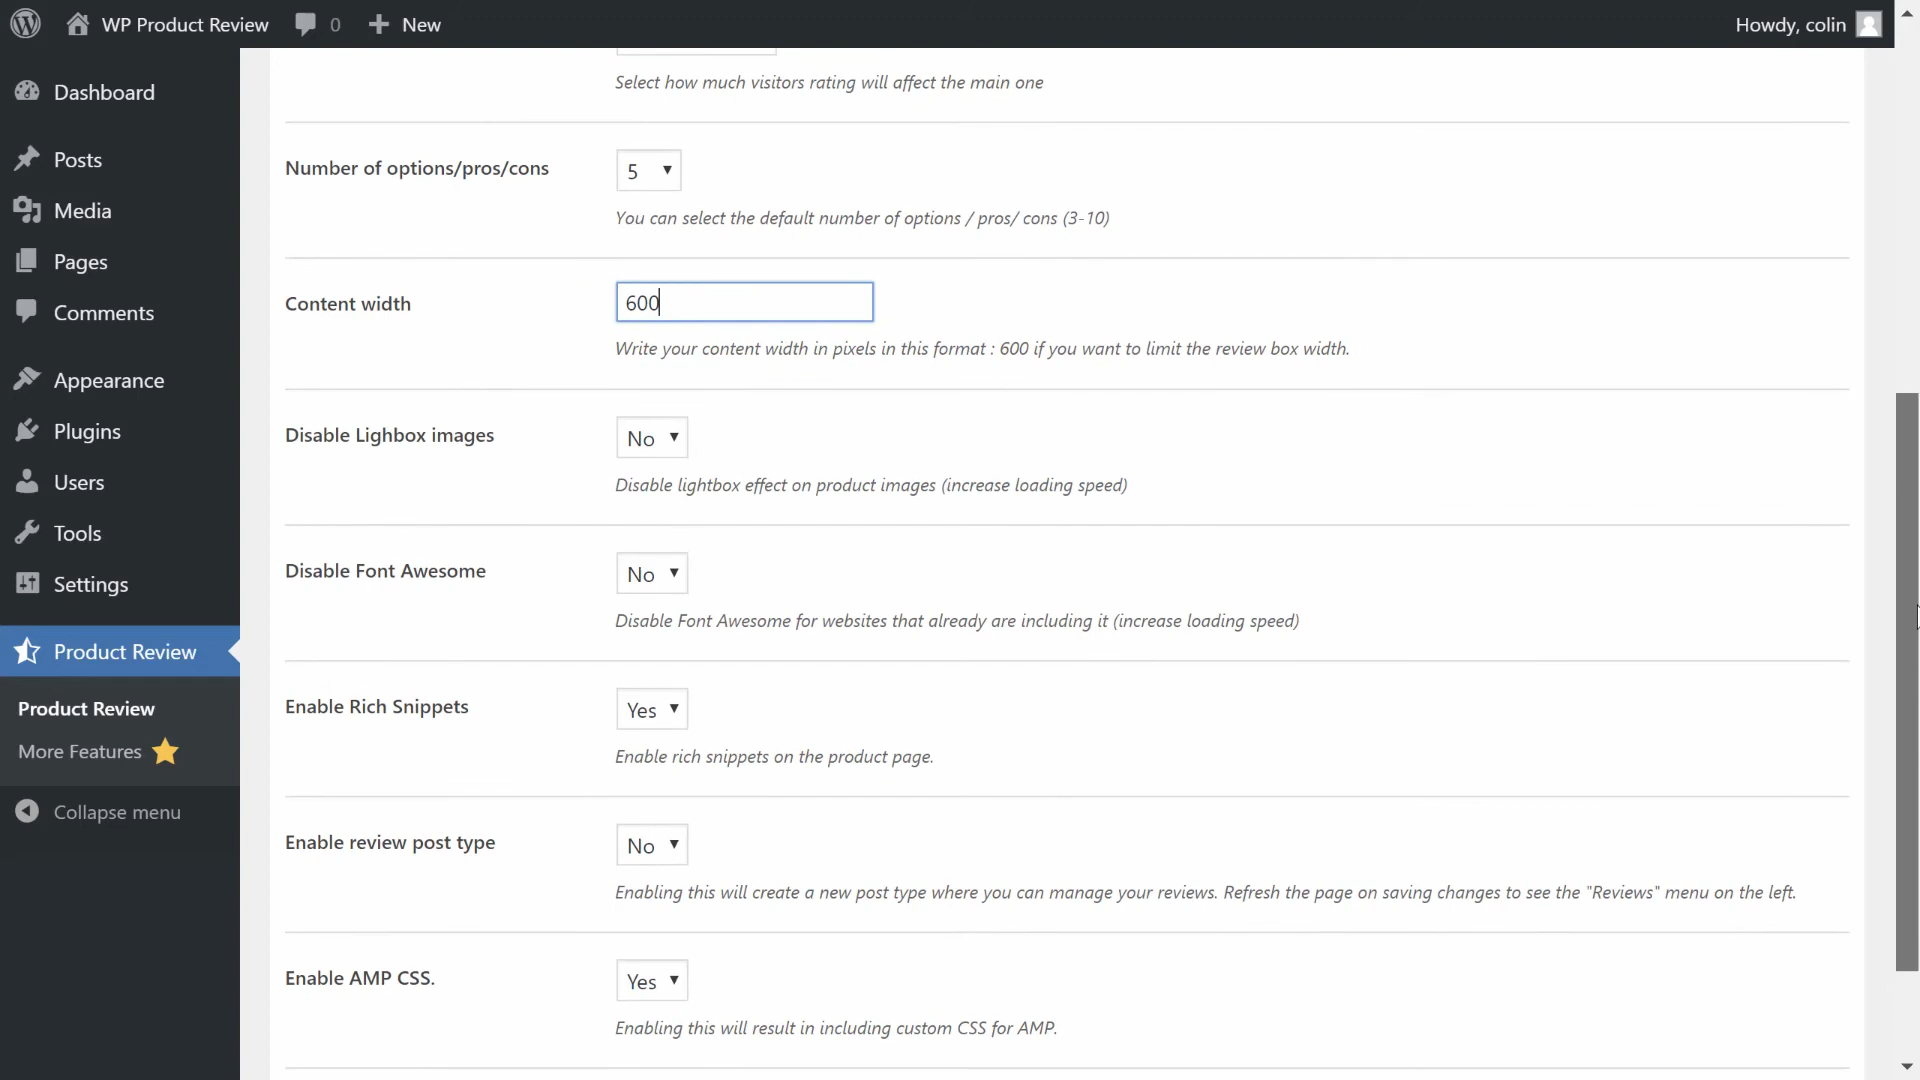 WP Product Review 0 New Howdy, colin
Dashboard
Posts
Media
Pages
Comments
Appearance
Plugins
Users
Tools
Settings
Product Review
Product Review
More Features
Collapse menu
Select how much visitors rating will affect the main one
Number of options/pros/cons 5
You can select the default number of options / pros/ cons (3-10)
Content width 600
Write your content width in pixels in this format : 600 if you want to limit the review box width.
Disable Lighbox images No
Disable lightbox effect on product images (increase loading speed)
Disable Font Awesome No
Disable Font Awesome for websites that already are including it (increase loading speed)
Enable Rich Snippets Yes
Enable rich snippets on the product page.
Enable review post type No
Enabling this will create a new post type where you can manage your reviews. Refresh the page on saving changes to see the "Reviews" menu on the left.
Enable AMP CSS. Yes
Enabling this will result in including custom CSS for AMP.